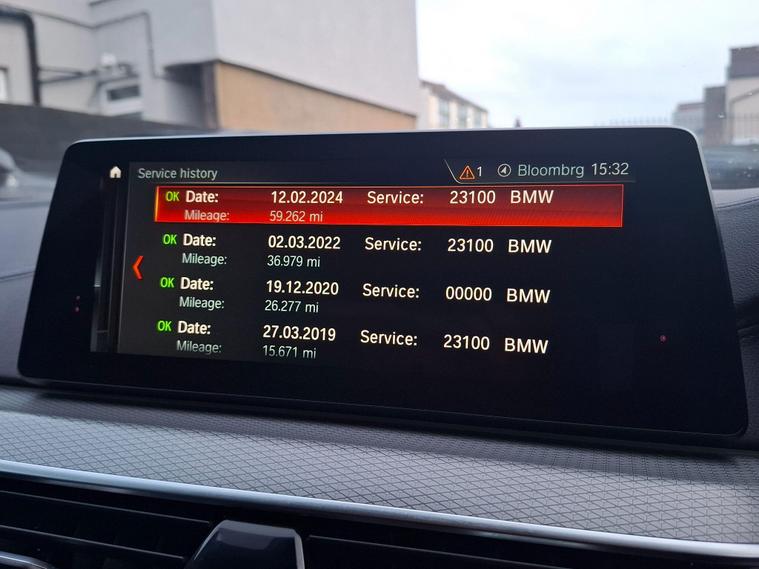 Service history
1 Bloombrg 15:32
OK Date: 12.02.2024 Service: 23100 BMW
Mileage: 59.262 mi
OK Date: 02.03.2022 Service: 23100 BMW
Mileage: 36.979 mi
OK Date: 19.12.2020 Service: 00000 BMW
Mileage: 26.277 mi
OK Date: 27.03.2019 Service: 23100 BMW
Mileage: 15.671 mi